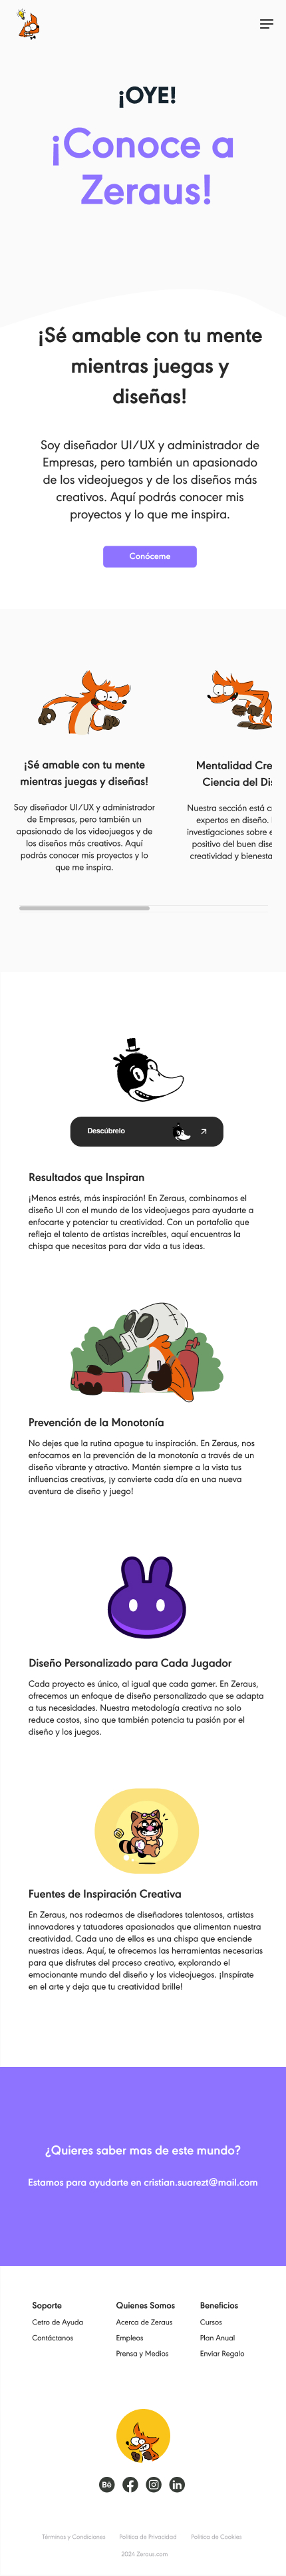 ¡OYE!
¡Conoce a
Zeraus!
¡Sé amable con tu mente
mientras juegas y
diseñas!
Soy diseñador UI/UX y administrador de
Empresas, pero también un apasionado
de los videojuegos y de los diseños más
creativos. Aquí podrás conocer mis
proyectos y lo que me inspira.
Conóceme
¡Sé amable con tu mente
mientras juegas y diseñas!
Soy diseñador UI/UX y administrador
de Empresas, pero también un
apasionado de los videojuegos y de
los diseños más creativos. Aquí
podrás conocer mis proyectos y lo
que me inspira.
Mentalidad Cre
Ciencia del Di
Nuestra sección está c
expertos en diseño.
investigaciones sobre e
positivo del buen dise
creatividad y bienesta
Descúbrelo
Resultados que Inspiran
¡Menos estrés, más inspiración! En Zeraus, combinamos el
diseño UI con el mundo de los videojuegos para ayudarte a
enfocarte y potenciar tu creatividad. Con un portafolio que
refleja el talento de artistas increíbles, aquí encuentras la
chispa que necesitas para dar vida a tus ideas.
Prevención de la Monotonía
No dejes que la rutina apague tu inspiración. En Zeraus, nos
enfocamos en la prevención de la monotonía a través de un
diseño vibrante y atractivo. Mantén siempre a la vista tus
influencias creativas, ¡y convierte cada día en una nueva
aventura de diseño y juego!
Diseño Personalizado para Cada Jugador
Cada proyecto es único, al igual que cada gamer. En Zeraus,
ofrecemos un enfoque de diseño personalizado que se adapta
a tus necesidades. Nuestra metodología creativa no solo
reduce costos, sino que también potencia tu pasión por el
diseño y los juegos.
Fuentes de Inspiración Creativa
En Zeraus, nos rodeamos de diseñadores talentosos, artistas
innovadores y tatuadores apasionados que alimentan nuestra
creatividad. Cada uno de ellos es una chispa que enciende
nuestras ideas. Aquí, te ofrecemos las herramientas necesarias
para que disfrutes del proceso creativo, explorando el
emocionante mundo del diseño y los videojuegos. ¡Inspírate
en el arte y deja que tu creatividad brille!
¿Quieres saber mas de este mundo?
Estamos para ayudarte en cristian.suarezt@mail.com
Soporte
Cetro de Ayuda
Contáctanos
Quienes Somos
Acerca de Zeraus
Empleos
Prensa y Medios
Beneficios
Cursos
Plan Anual
Enviar Regalo
Bē
in
Términos y Condiciones Política de Privacidad Política de Cookies
2024 Zeraus.com